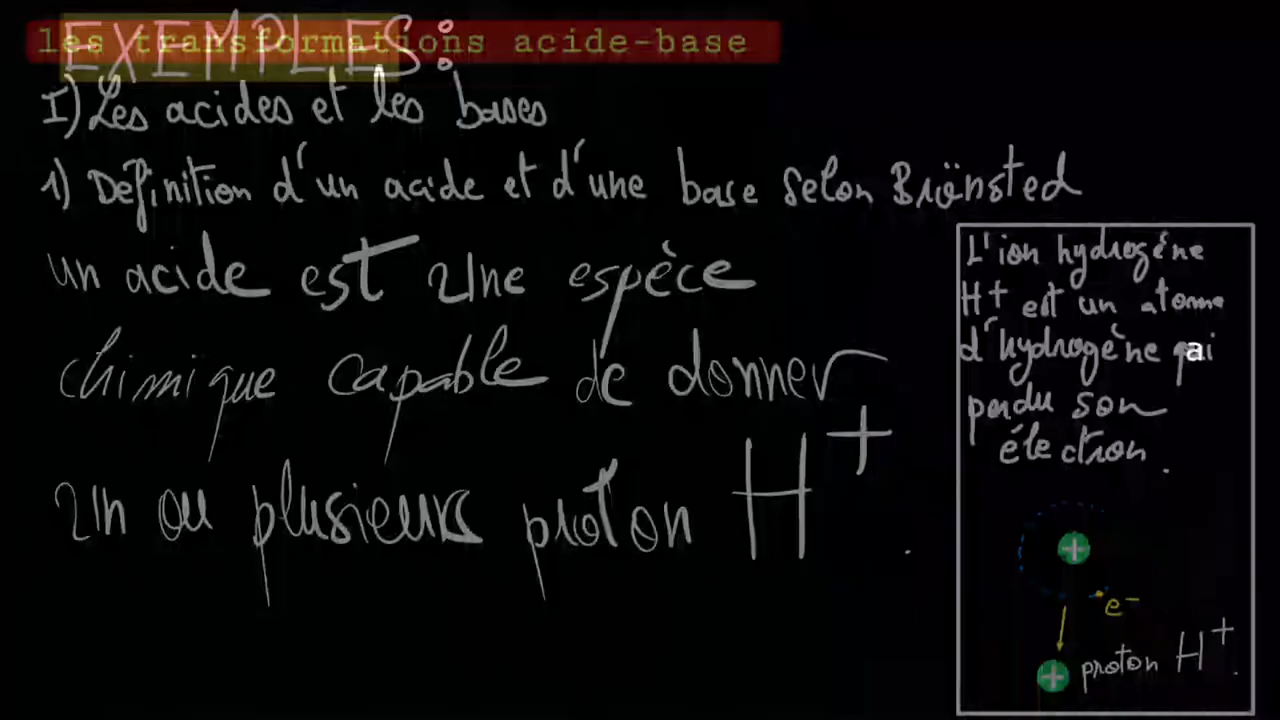 les transformations acide-base
EXEMPLES:
I) Les acides et les bases
1) Définition d'un acide et d'une base selon Broïnsted
un acide est une espèce
chimique capable de donner
un ou plusieurs proton H+.
L'ion hydrogène
H+ est un atome
d'hydrogène qui
perdu son
électron.
+
e-
+ proton H+.